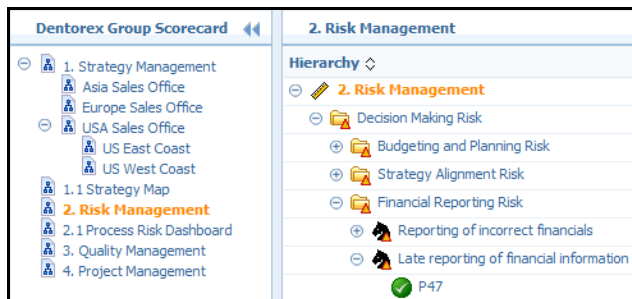 Dentorex Group Scorecard
1. Strategy Management
Asia Sales Office
Europe Sales Office
USA Sales Office
US East Coast
US West Coast
1.1 Strategy Map
2. Risk Management
2.1 Process Risk Dashboard
3. Quality Management
4. Project Management
2. Risk Management
Hierarchy
2. Risk Management
Decision Making Risk
Budgeting and Planning Risk
Strategy Alignment Risk
Financial Reporting Risk
Reporting of incorrect financials
Late reporting of financial information
P47